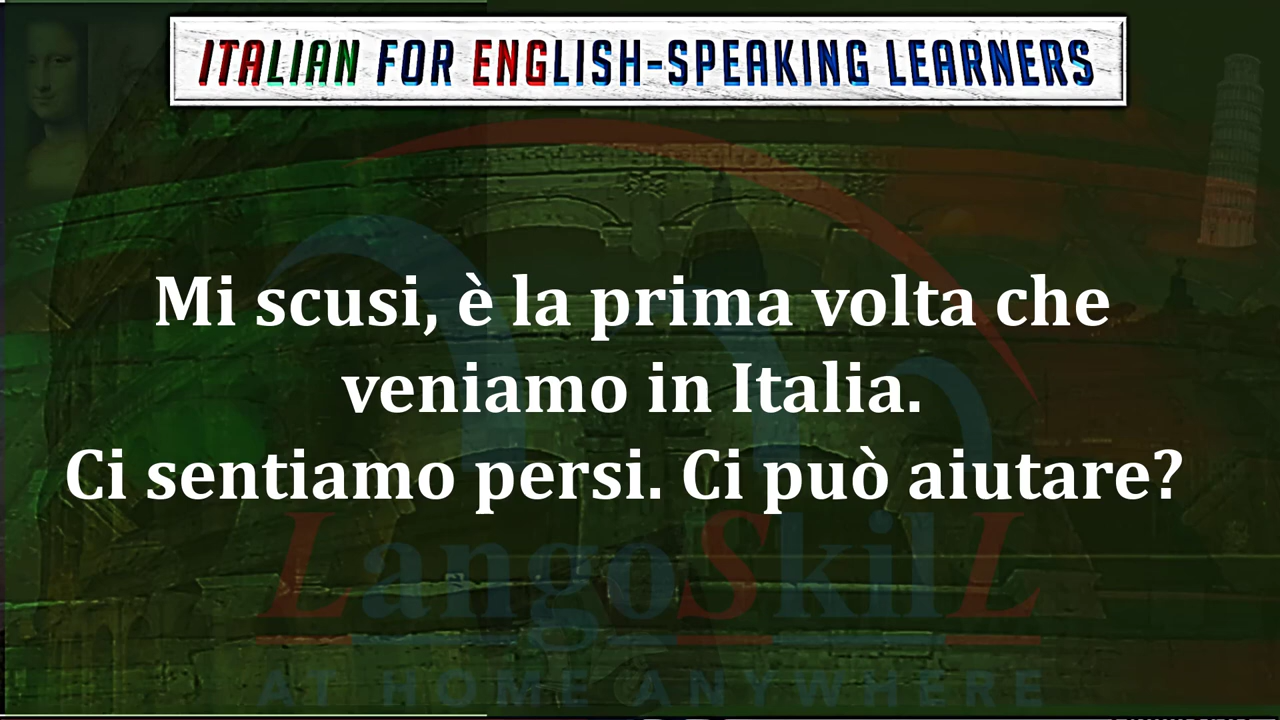 ITALIAN FOR ENGLISH-SPEAKING LEARNERS
Mi scusi, è la prima volta che
veniamo in Italia.
Ci sentiamo persi. Ci può aiutare?
LangoSkilL
AT HOME ANYWHERE